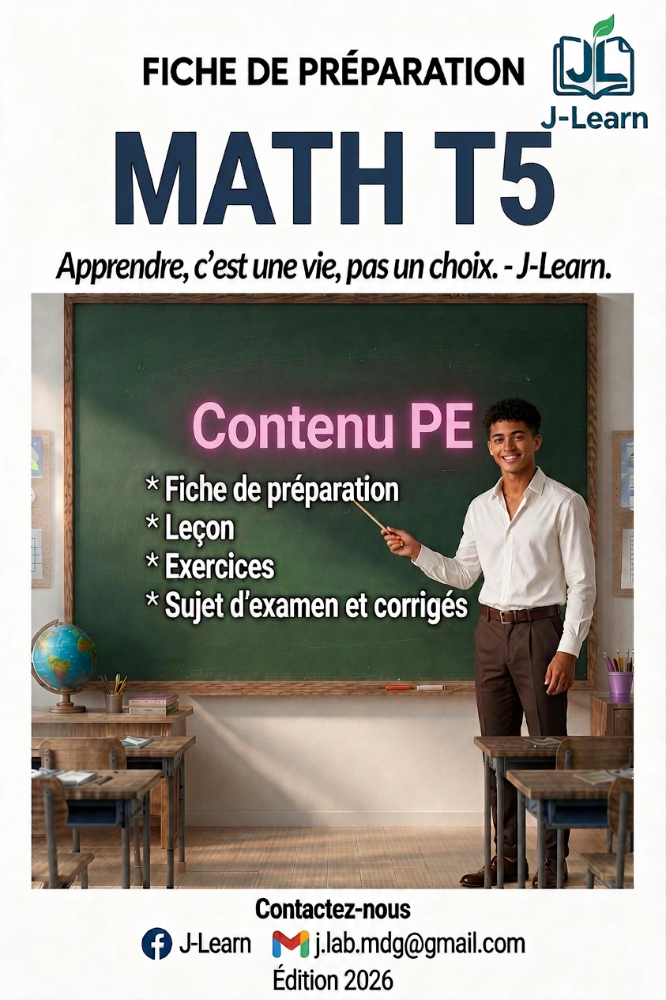 FICHE DE PRÉPARATION
JL
J-Learn
MATH T5
Apprendre, c'est une vie, pas un choix. - J-Learn.
Contenu PE
* Fiche de préparation
* Leçon
* Exercices
* Sujet d'examen et corrigés
Contactez-nous
f J-Learn M j.lab.mdg@gmail.com
Édition 2026